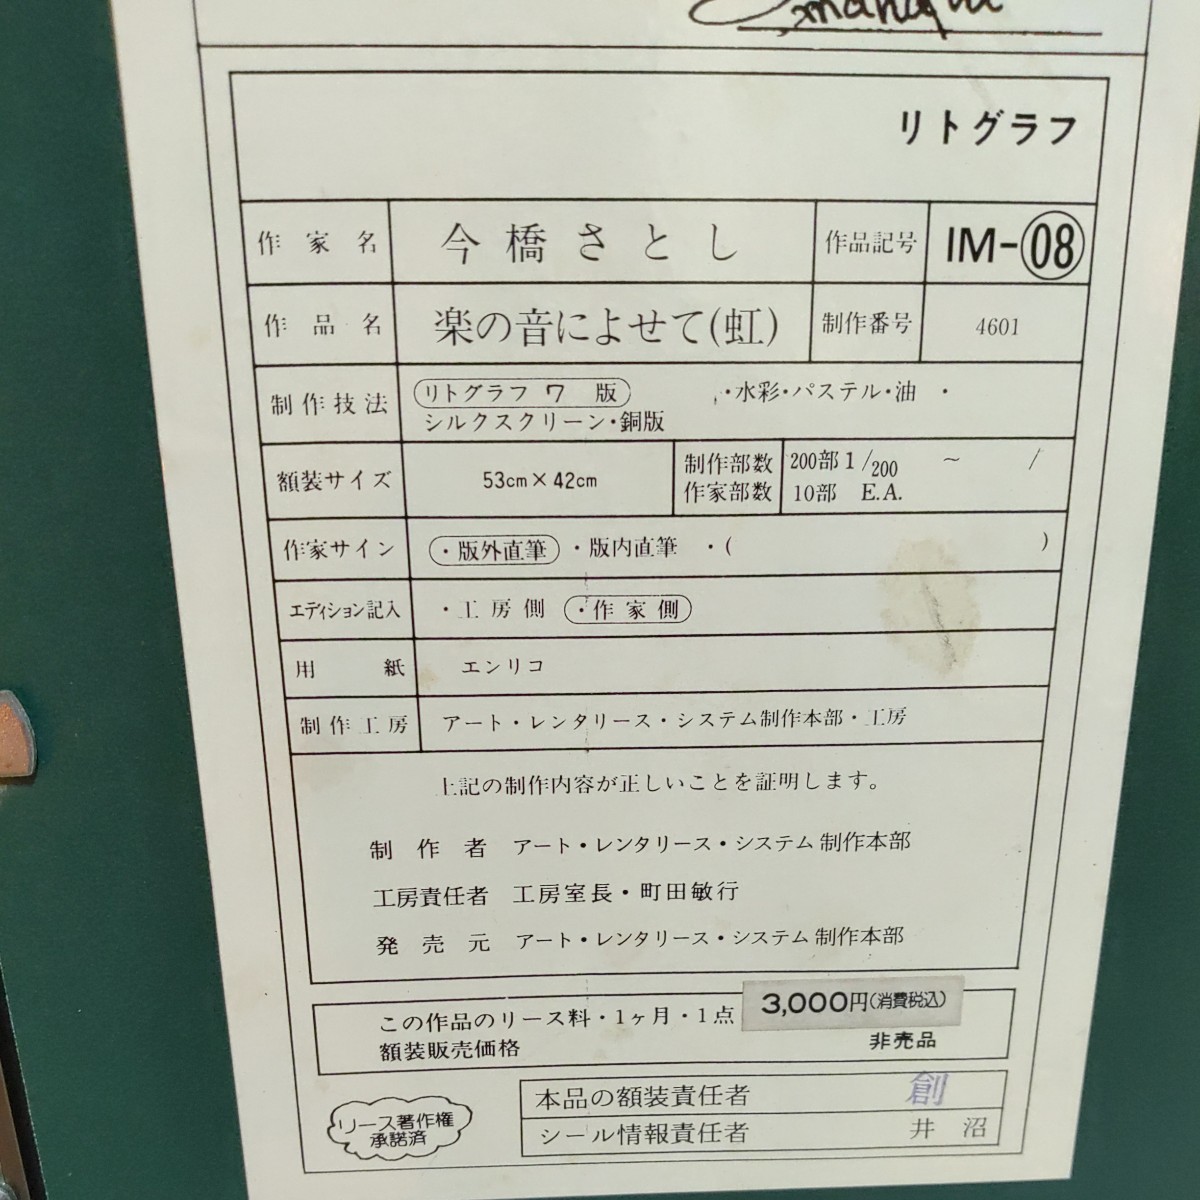 リトグラフ
作家名 今橋さとし 作品記号 IM-08
作品名 楽の音によせて(虹) 制作番号 4601
制作技法 リトグラフ 7 版 ・水彩・パステル・油 ・
シルクスクリーン・銅版
額装サイズ 53cm×42cm 制作部数 200部 1/200 ~ /
作家部数 10部 E.A.
作家サイン ・版外直筆 ・版内直筆 ・( )
エディション記入 ・工房側 ・作家側
用紙 エンリコ
制作工房 アート・レンタリース・システム制作本部・工房
上記の制作内容が正しいことを証明します。
制作者 アート・レンタリース・システム制作本部
工房責任者 工房室長・町田敏行
発売元 アート・レンタリース・システム制作本部
この作品のリース料・1ヶ月・1点 3,000円(消費税込)
額装販売価格 非売品
リース著作権
承諾済
本品の額装責任者 創
シール情報責任者 井沼